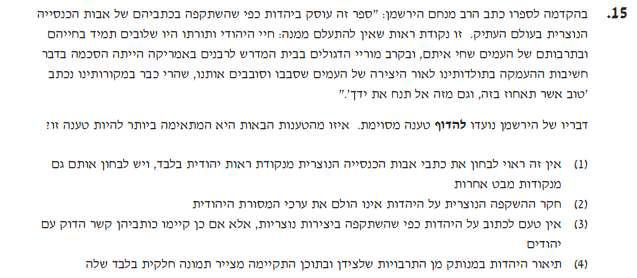 15. בהקדמה לספרו כתב הרב מנחם הירשמן: "ספר זה עוסק ביהדות כפי שהשתקפה בכתביהם של אבות הכנסייה
הנוצרית בעולם העתיק. זו נקודת ראות שאין להתעלם ממנה: חיי היהודי ותורתו היו שלובים תמיד בחייהם
ובתרבותם של העמים שחי איתם, ובקרב מוריי הדגולים בבית המדרש לרבנים באמריקה הייתה הסכמה בדבר
חשיבות ההעמקה בתולדותינו לאור היצירה של העמים שסבבו וסובבים אותנו, שהרי כבר במקורותינו נכתב
'טוב אשר תאחוז בזה, וגם מזה אל תנח את ידך'."
דבריו של הירשמן נועדו להדוף טענה מסוימת. איזו מהטענות הבאות היא המתאימה ביותר להיות טענה זו?
(1) אין זה ראוי לבחון את כתבי אבות הכנסייה הנוצרית מנקודת ראות יהודית בלבד, ויש לבחון אותם גם
מנקודות מבט אחרות
(2) חקר ההשקפה הנוצרית על היהדות אינו הולם את ערכי המסורת היהודית
(3) אין טעם לכתוב על היהדות כפי שהשתקפה ביצירות נוצריות, אלא אם כן קיימו כותביהן קשר הדוק עם
יהודים
(4) תיאור היהדות במנותק מן התרבויות שלצידן ובתוכן התקיימה מצייר תמונה חלקית בלבד שלה